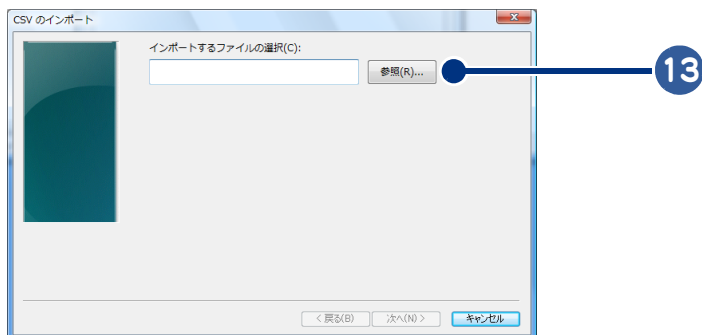 CSV のインポート
インポートするファイルの選択(C):
参照(R)...
13
< 戻る(B)
次へ(N) >
キャンセル